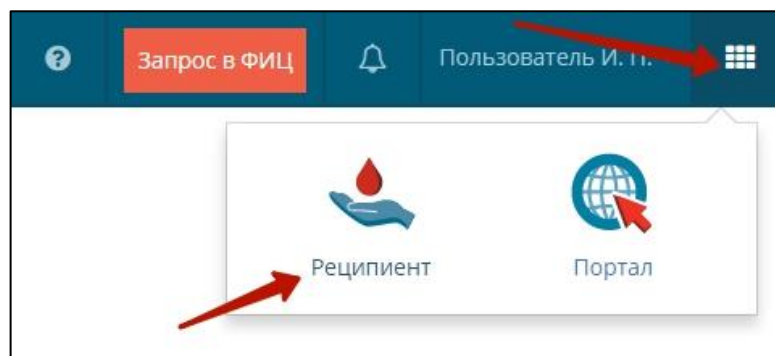 Запрос в ФИЦ
Пользователь И. П.
Реципиент
Портал